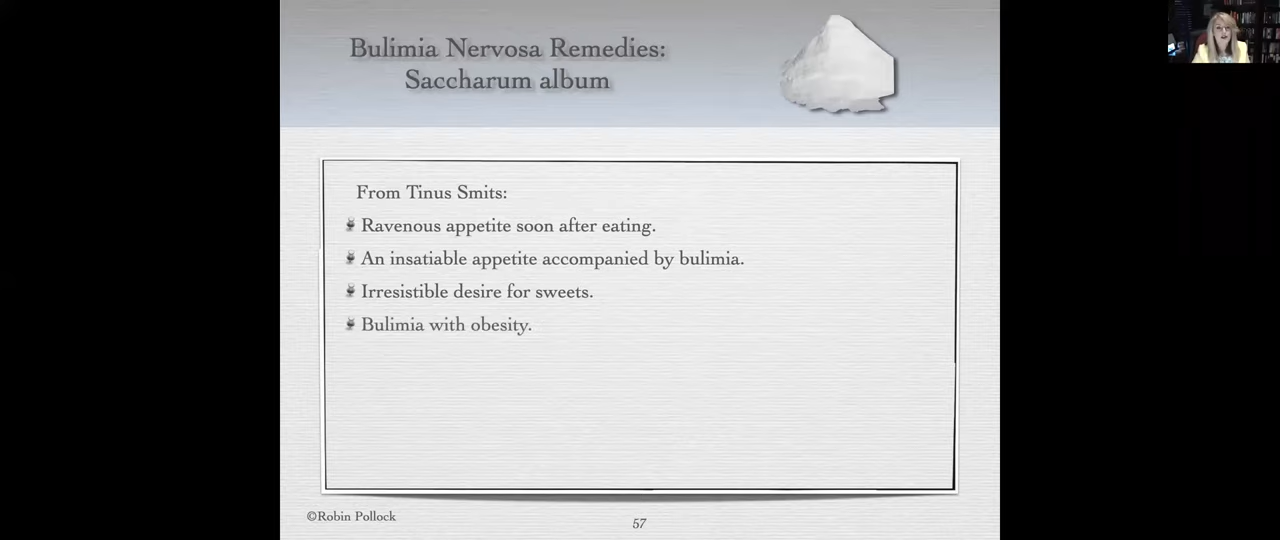 Bulimia Nervosa Remedies:
Saccharum album
From Tinus Smits:
Ravenous appetite soon after eating.
An insatiable appetite accompanied by bulimia.
Irresistible desire for sweets.
Bulimia with obesity.
©Robin Pollock
57